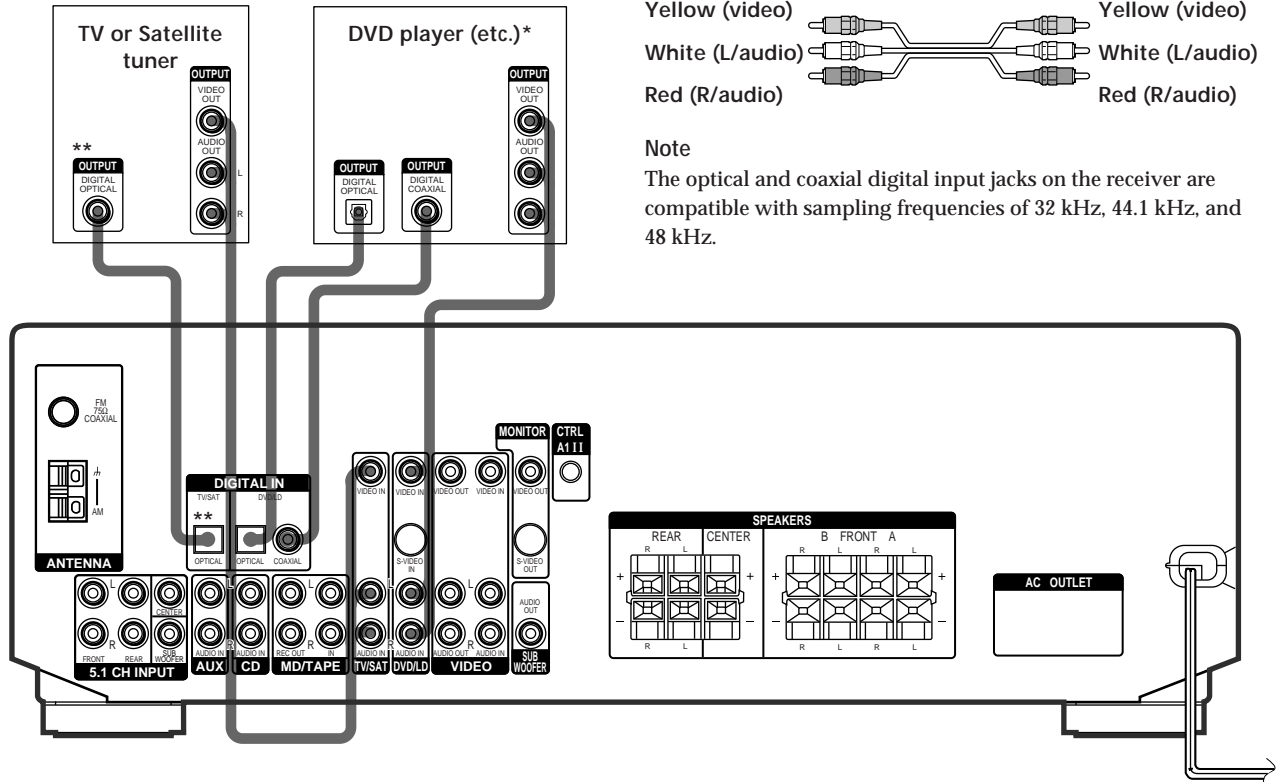 TV or Satellite
tuner
OUTPUT
VIDEO
OUT
AUDIO
OUT
L
R
**
OUTPUT
DIGITAL
OPTICAL
DVD player (etc.)*
OUTPUT
VIDEO
OUT
AUDIO
OUT
OUTPUT
DIGITAL
OPTICAL
OUTPUT
DIGITAL
COAXIAL
Yellow (video)
Yellow (video)
White (L/audio)
White (L/audio)
Red (R/audio)
Red (R/audio)
Note
The optical and coaxial digital input jacks on the receiver are
compatible with sampling frequencies of 32 kHz, 44.1 kHz, and
48 kHz.
FM
75Ω
COAXIAL
AM
ANTENNA
DIGITAL IN
TV/SAT
DVD/LD
**
OPTICAL
OPTICAL
COAXIAL
MONITOR
CTRL
A1II
VIDEO IN
VIDEO IN
VIDEO OUT
VIDEO IN
VIDEO OUT
S-VIDEO
IN
S-VIDEO
OUT
L
CENTER
R
FRONT
REAR
SUB
WOOFER
5.1 CH INPUT
L
R
AUDIO IN
AUDIO IN
AUX
CD
L
R
REC OUT
IN
MD/TAPE
L
R
AUDIO IN
AUDIO IN
TV/SAT
DVD/LD
L
R
AUDIO OUT
AUDIO IN
VIDEO
AUDIO
OUT
SUB
WOOFER
SPEAKERS
REAR
CENTER
B FRONT A
R L
R L R L
+ +
+
– –
–
R L
R L R L
AC OUTLET